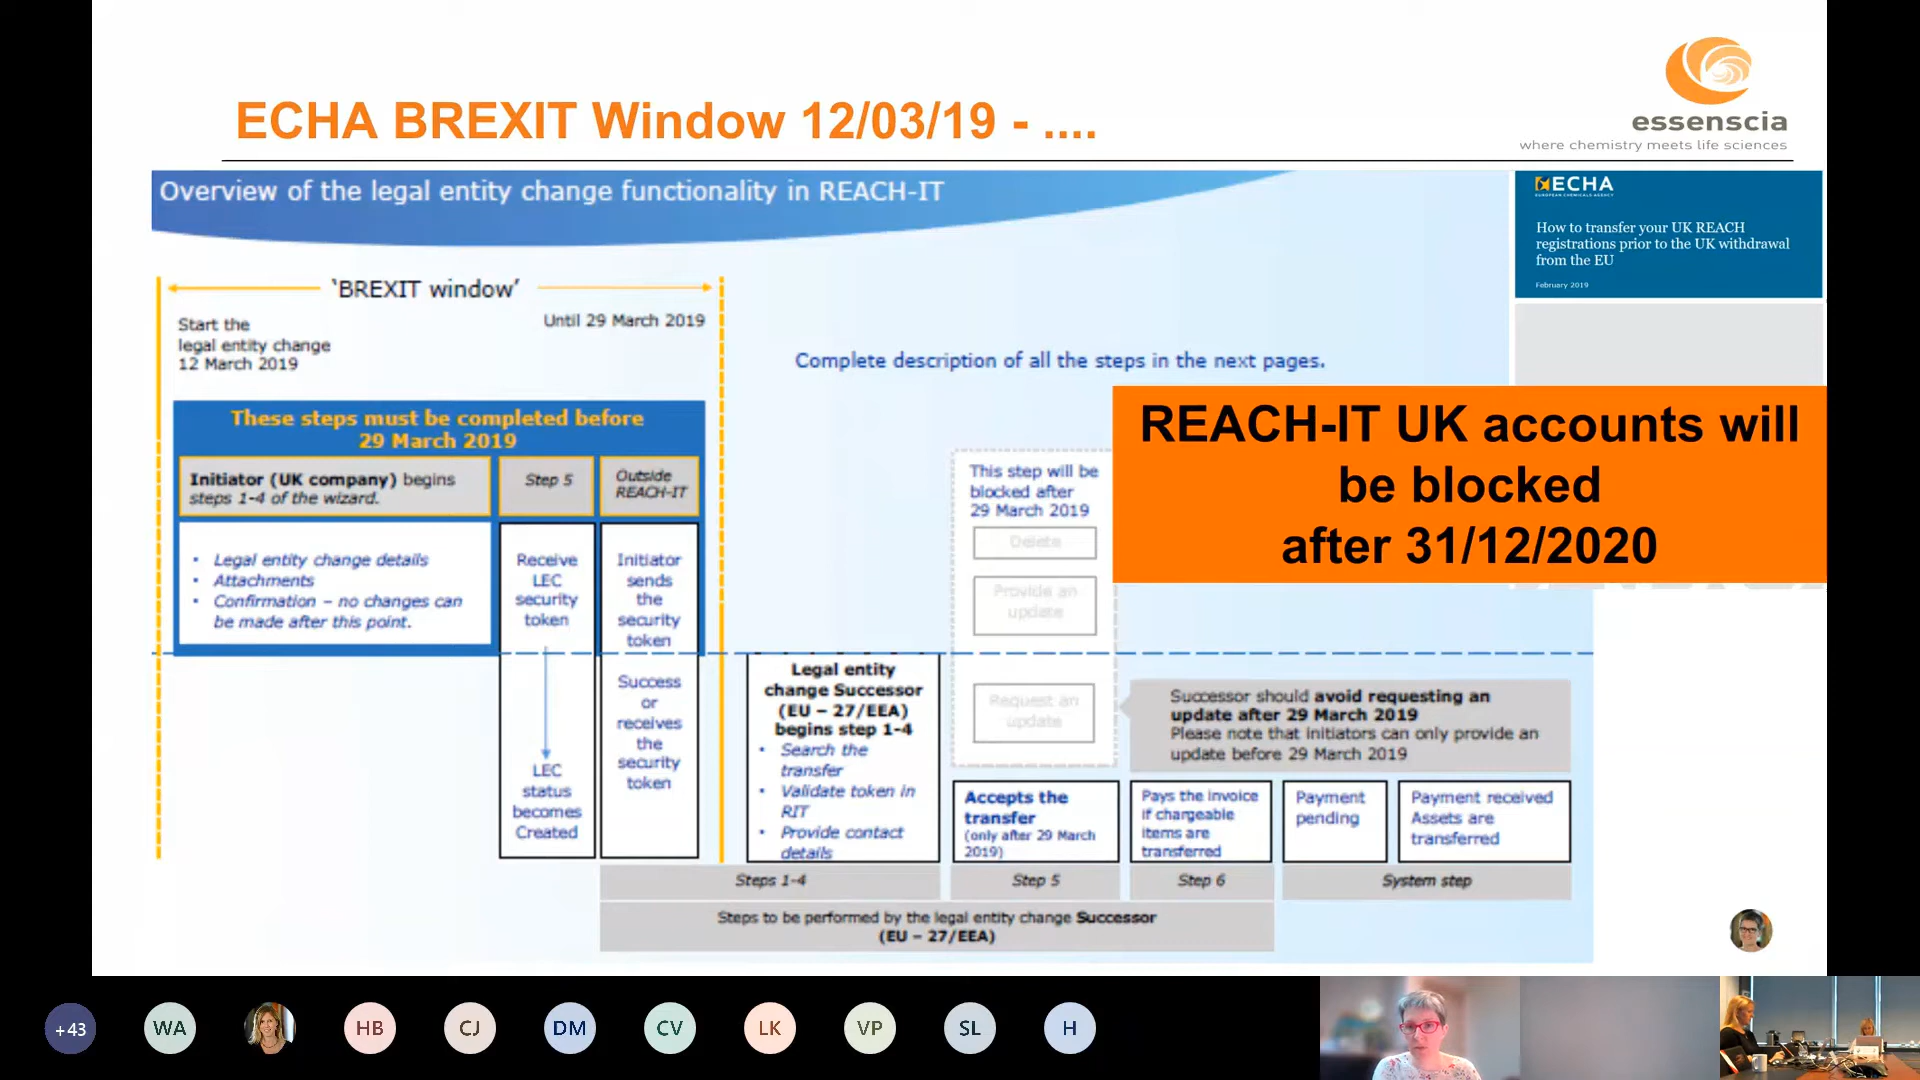 ECHA BREXIT Window 12/03/19 - ....
essenscia
where chemistry meets life sciences
Overview of the legal entity change functionality in REACH-IT
ECHA
EUROPEAN CHEMICALS AGENCY
How to transfer your UK REACH
registrations prior to the UK withdrawal
from the EU
February 2019
'BREXIT window'
Start the
legal entity change
12 March 2019
Until 29 March 2019
Complete description of all the steps in the next pages.
REACH-IT UK accounts will
be blocked
after 31/12/2020
These steps must be completed before
29 March 2019
Initiator (UK company) begins
steps 1-4 of the wizard.
Step 5
Outside
REACH-IT
• Legal entity change details
• Attachments
• Confirmation – no changes can
be made after this point.
Receive
LEC
security
token
LEC
status
becomes
Created
Initiator
sends
the
security
token
Success
or
receives
the
security
token
This step will be
blocked after
29 March 2019
Delete
Provide an
update
Request an
update
Legal entity
change Successor
(EU – 27/EEA)
begins step 1-4
• Search the
transfer
• Validate token in
RIT
• Provide contact
details
Successor should avoid requesting an
update after 29 March 2019
Please note that initiators can only provide an
update before 29 March 2019
Accepts the
transfer
(only after 29 March
2019)
Pays the invoice
if chargeable
items are
transferred
Payment
pending
Payment received
Assets are
transferred
Steps 1-4
Step 5
Step 6
System step
Steps to be performed by the legal entity change Successor
(EU – 27/EEA)
+43
WA
HB
CJ
DM
CV
LK
VP
SL
H